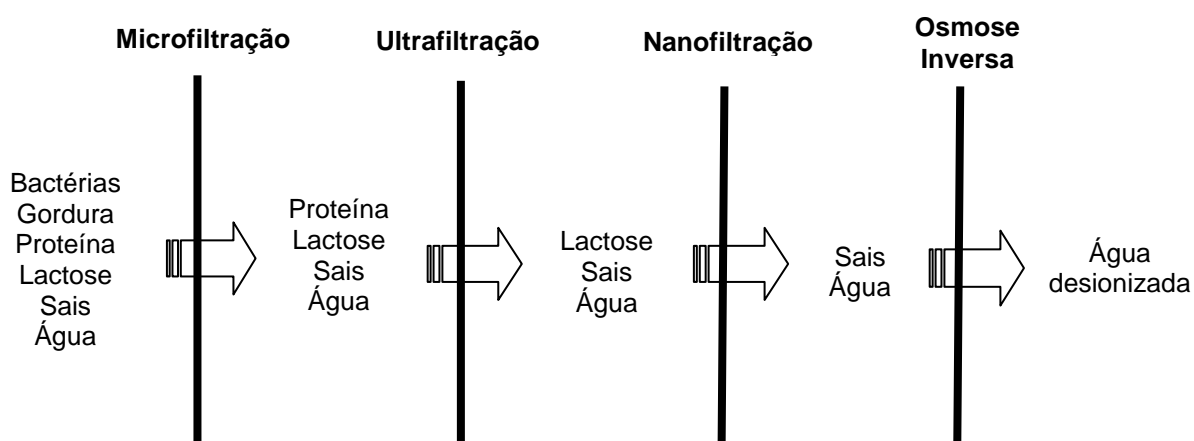 Microfiltração
Ultrafiltração
Nanofiltração
Osmose
Inversa
Bactérias
Gordura
Proteína
Lactose
Sais
Água
Proteína
Lactose
Sais
Água
Lactose
Sais
Água
Sais
Água
Água
desionizada